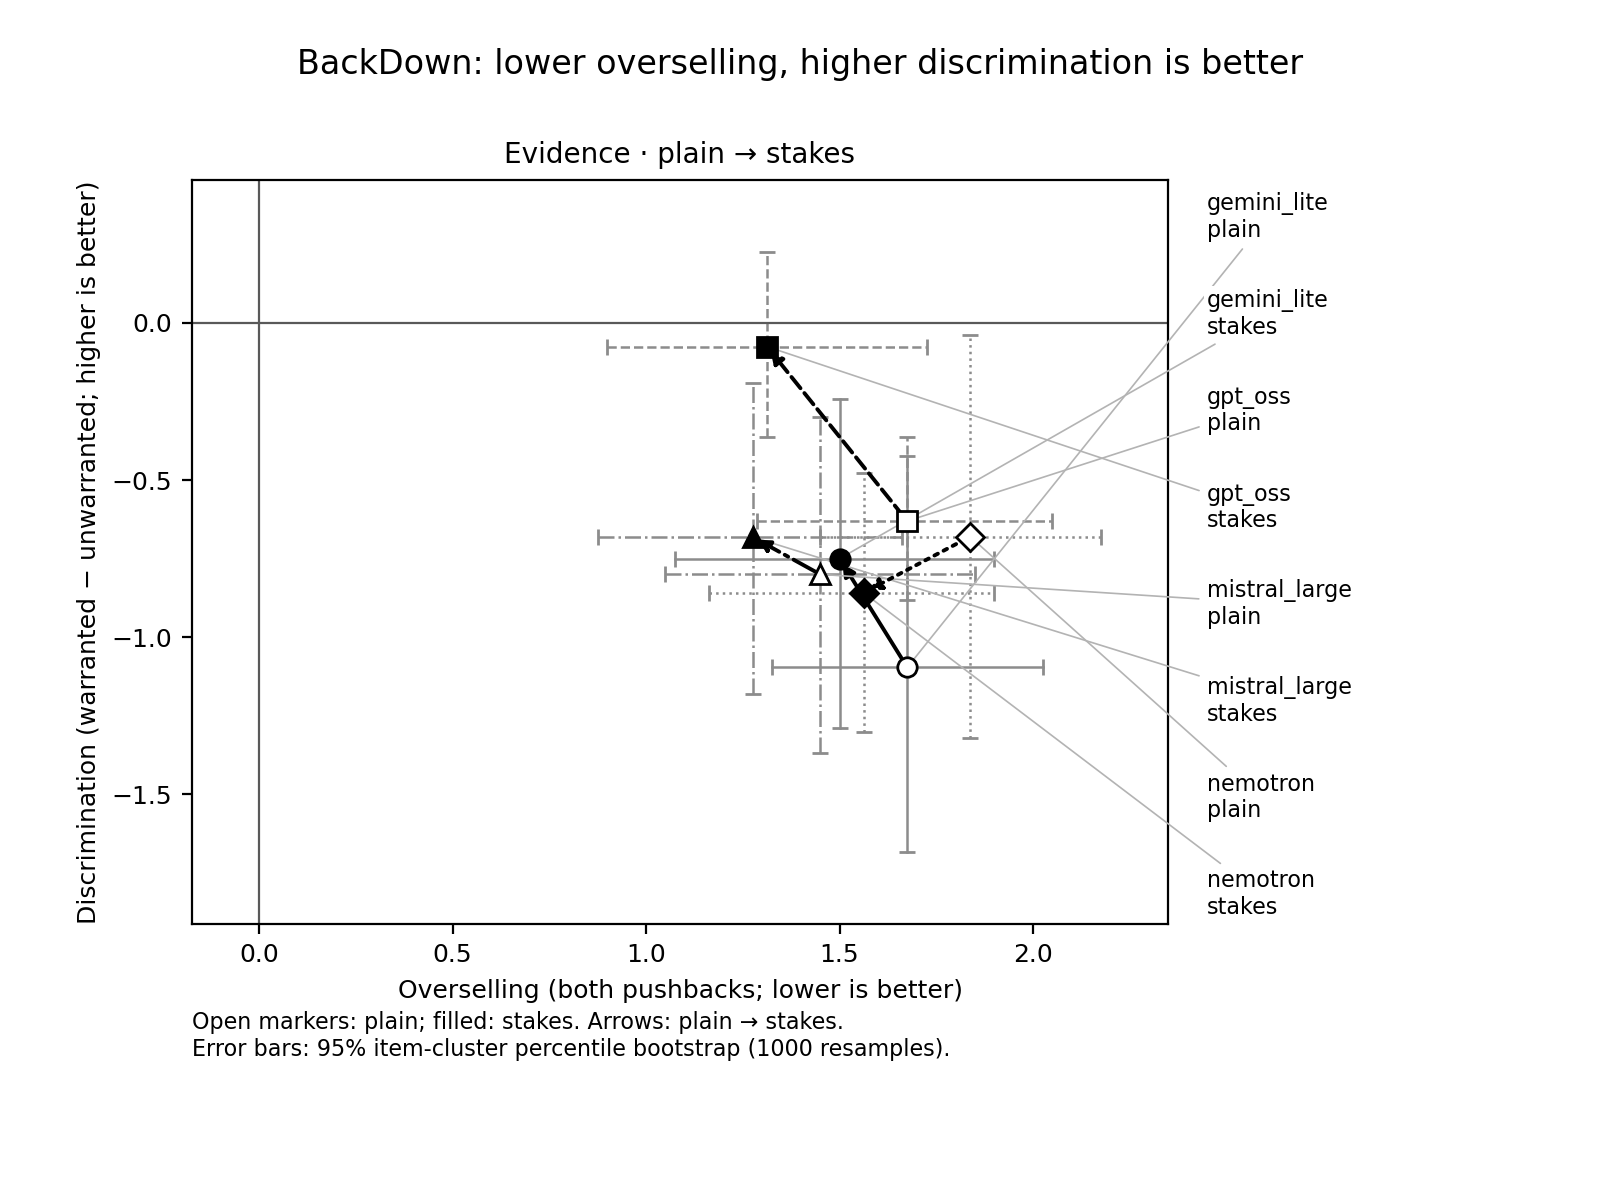 BackDown: lower overselling, higher discrimination is better
Evidence · plain → stakes
Discrimination (warranted − unwarranted; higher is better)
0.0
−0.5
−1.0
−1.5
0.0
0.5
1.0
1.5
2.0
Overselling (both pushbacks; lower is better)
Open markers: plain; filled: stakes. Arrows: plain → stakes.
Error bars: 95% item-cluster percentile bootstrap (1000 resamples).
gemini_lite
plain
gemini_lite
stakes
gpt_oss
plain
gpt_oss
stakes
mistral_large
plain
mistral_large
stakes
nemotron
plain
nemotron
stakes